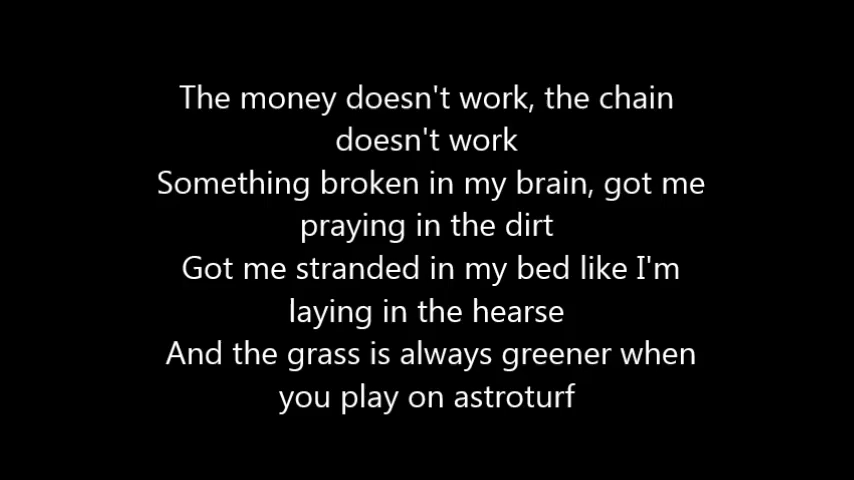 The money doesn't work, the chain
doesn't work
Something broken in my brain, got me
praying in the dirt
Got me stranded in my bed like I'm
laying in the hearse
And the grass is always greener when
you play on astroturf